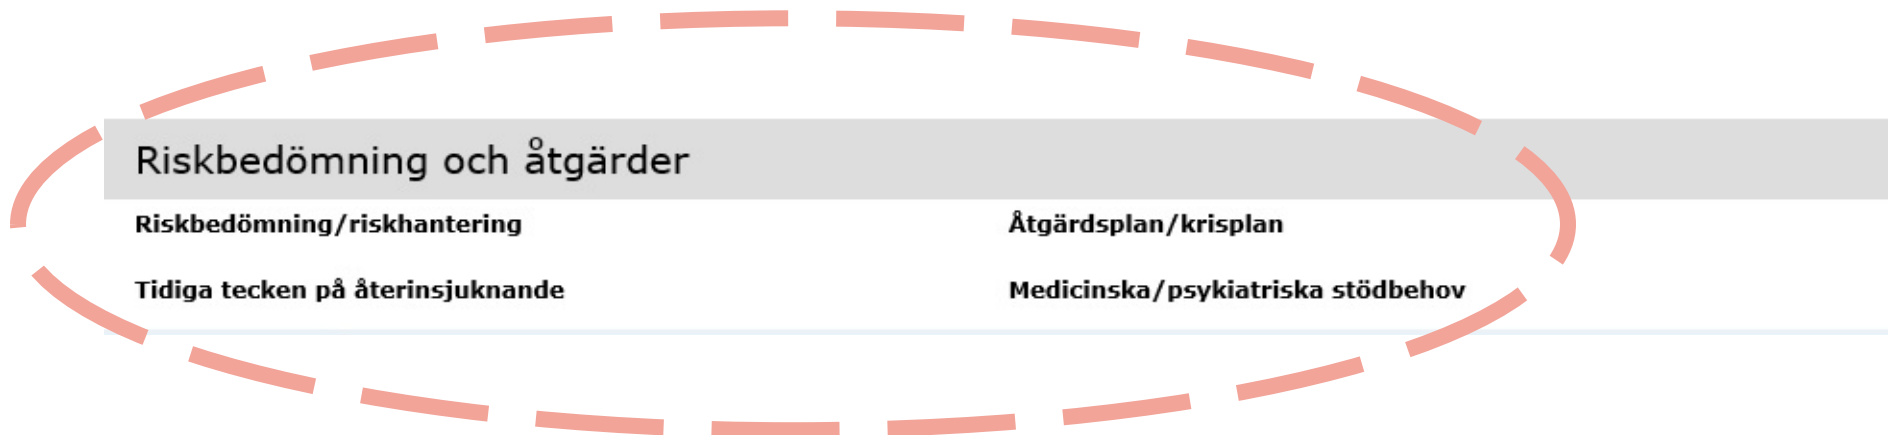 Riskbedömning och åtgärder
Riskbedömning/riskhantering
Åtgärdsplan/krisplan
Tidiga tecken på återinsjuknande
Medicinska/psykiatriska stödbehov